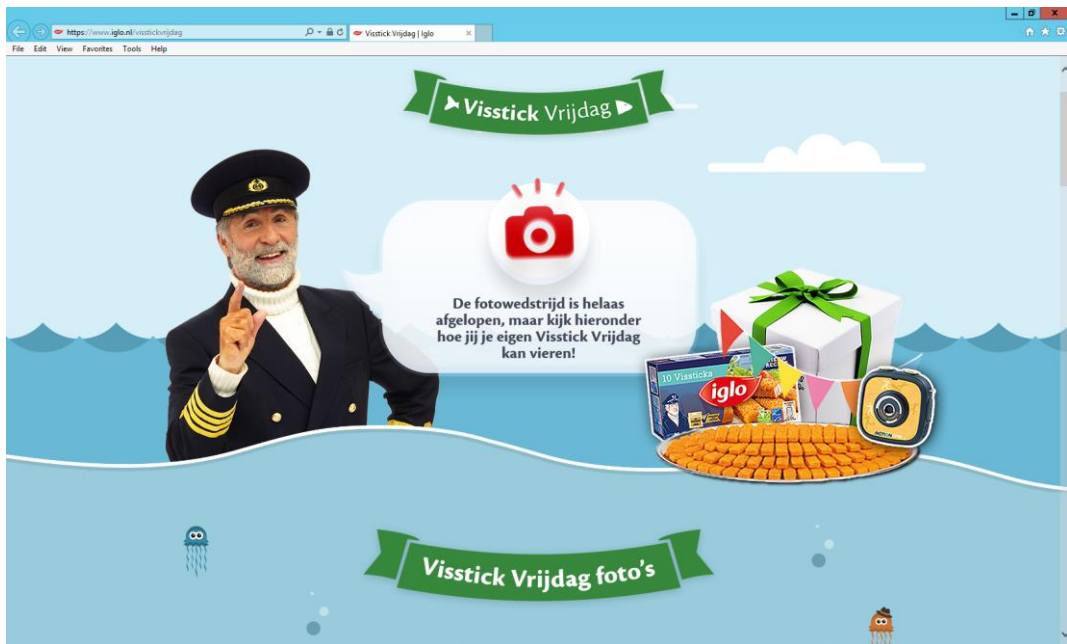 https://www.iglo.nl/visstickvrijdag
Visstick Vrijdag | Iglo
File Edit View Favorites Tools Help
Visstick Vrijdag
De fotowedstrijd is helaas
afgelopen, maar kijk hieronder
hoe jij je eigen Visstick Vrijdag
kan vieren!
10 Vissticks
iglo
Visstick Vrijdag foto's